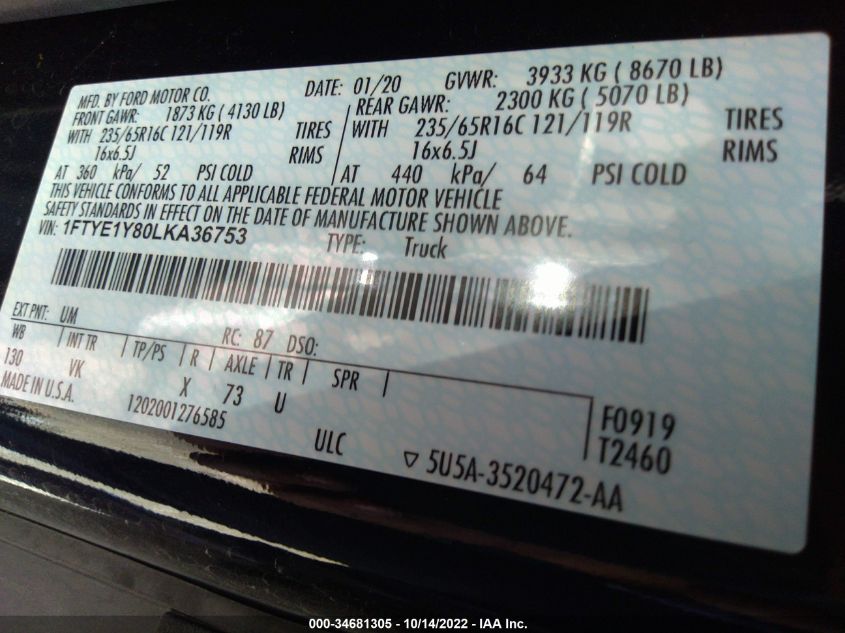 MFD. BY FORD MOTOR CO. DATE: 01/20 GVWR: 3933 KG ( 8670 LB)
FRONT GAWR: 1873 KG ( 4130 LB) REAR GAWR: 2300 KG ( 5070 LB)
WITH 235/65R16C 121/119R TIRES WITH 235/65R16C 121/119R TIRES
16x6.5J RIMS 16x6.5J RIMS
AT 360 kPa/ 52 PSI COLD AT 440 kPa/ 64 PSI COLD
THIS VEHICLE CONFORMS TO ALL APPLICABLE FEDERAL MOTOR VEHICLE
SAFETY STANDARDS IN EFFECT ON THE DATE OF MANUFACTURE SHOWN ABOVE.
VIN: 1FTYE1Y80LKA36753 TYPE: Truck
EXT PNT: UM RC: 87 DSO:
WB INT TR TP/PS R AXLE TR SPR
130 VK X 73 U
F0919
T2460
MADE IN U.S.A. 1202001276585
ULC ▽ 5U5A-3520472-AA
000-34681305 - 10/14/2022 - IAA Inc.